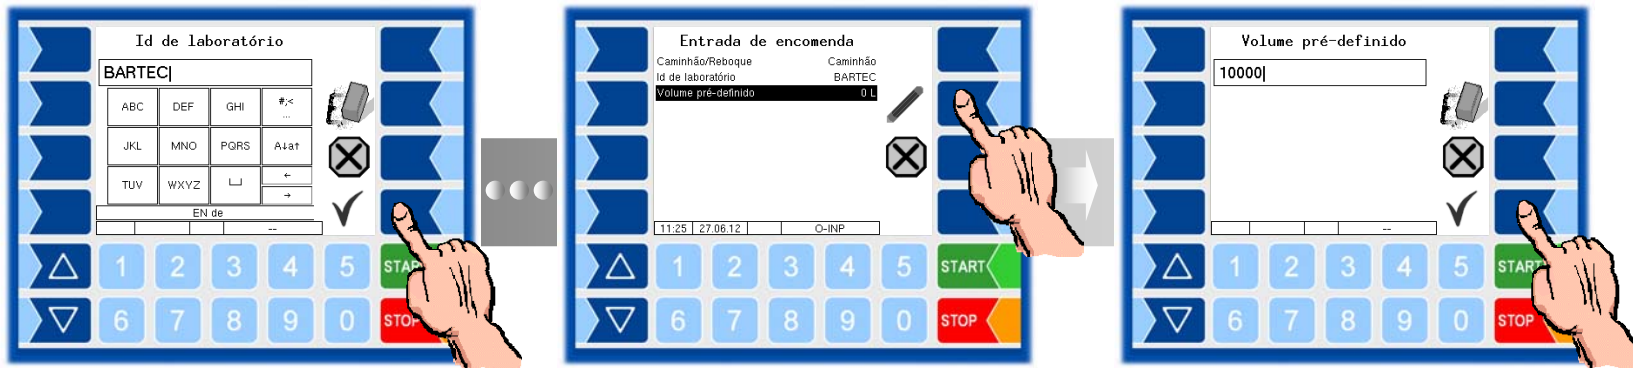 Id de laboratório
BARTEC
ABC DEF GHI #;<
...
JKL MNO PQRS A↓a↑
TUV WXYZ ⌴ ←
→
EN de
--
1 2 3 4 5 STAR
6 7 8 9 0 STOP
Entrada de encomenda
Caminhão/Reboque Caminhão
Id de laboratório BARTEC
Volume pré-definido 0 L
11:25 27.06.12 O-INP
1 2 3 4 5 START
6 7 8 9 0 STOP
Volume pré-definido
10000
--
1 2 3 4 5 START
6 7 8 9 0 STOP